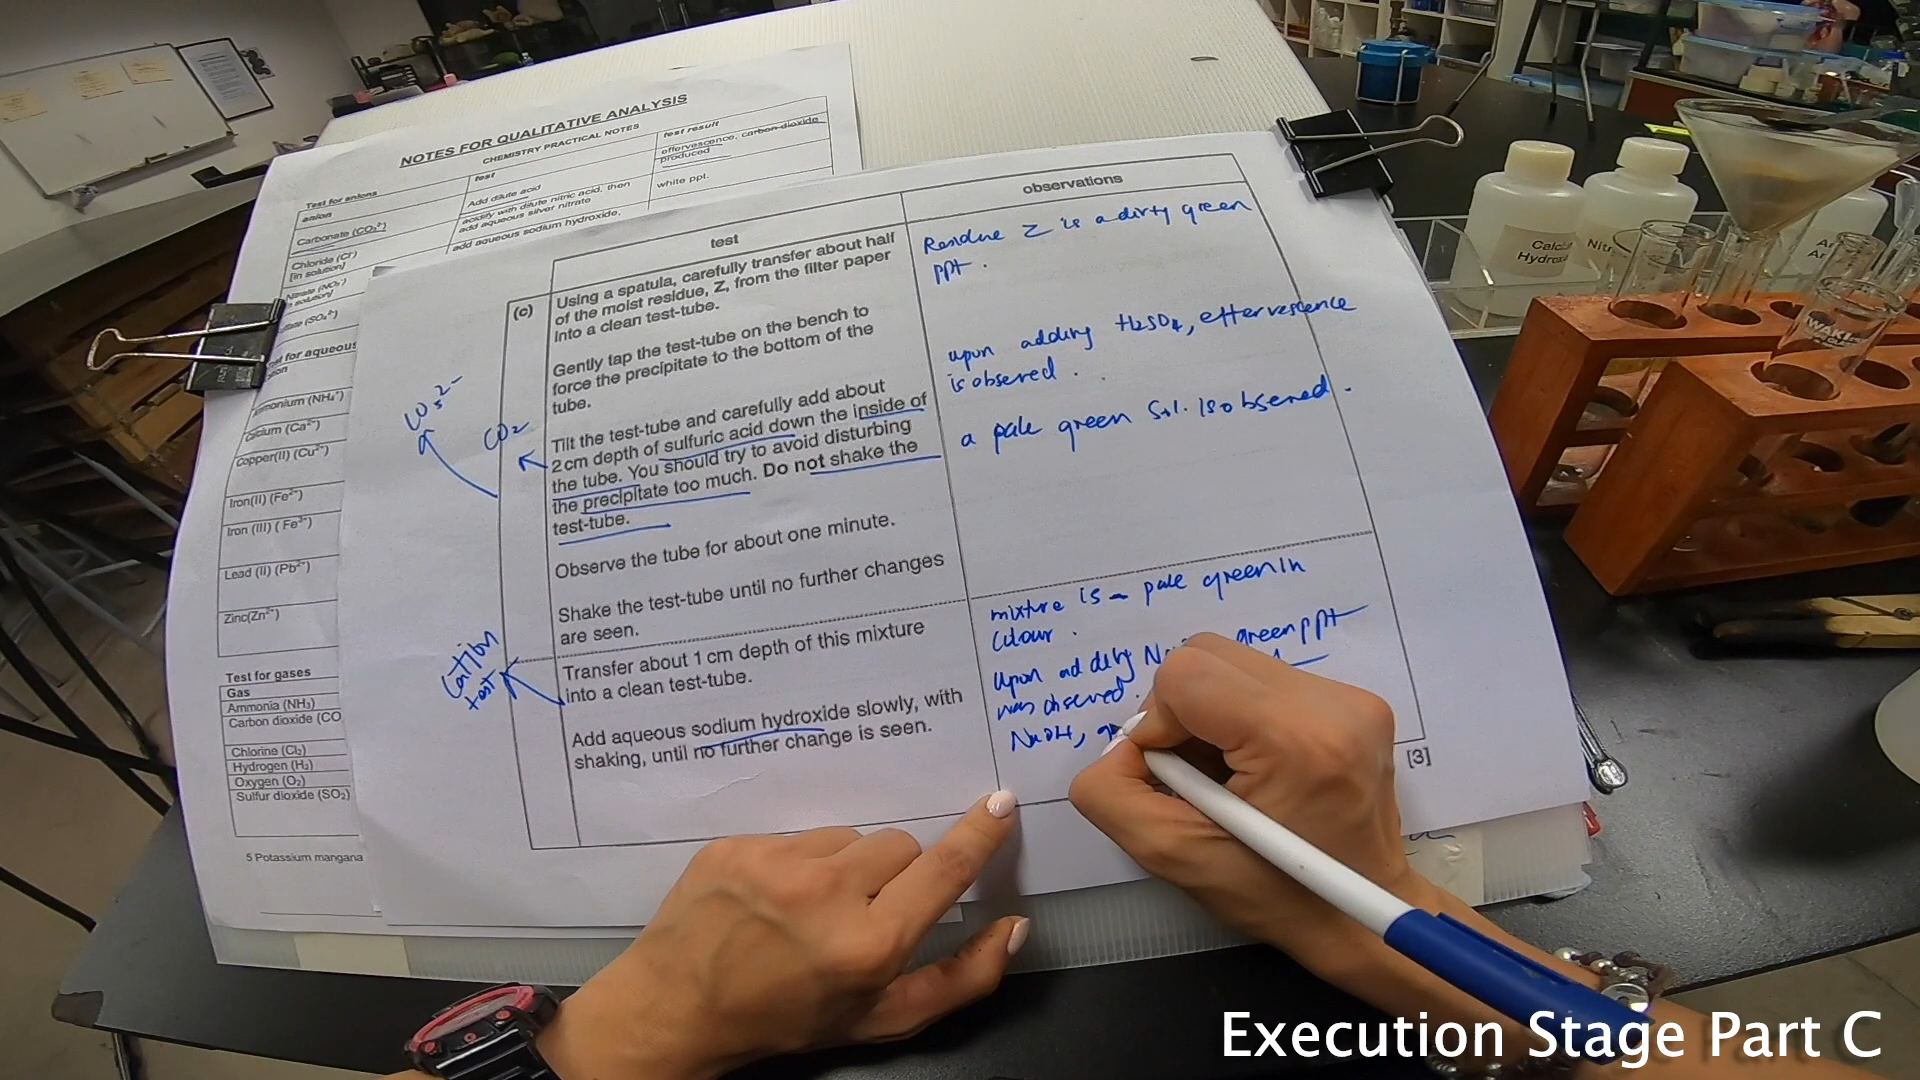 NOTES FOR QUALITATIVE ANALYSIS
CHEMISTRY PRACTICAL NOTES
Test for anions
anion
test
test result
Carbonate (CO₃²⁻)
Add dilute acid
effervescence, carbon dioxide
produced
Chloride (Cl⁻)
[in solution]
acidify with dilute nitric acid, then
add aqueous silver nitrate
white ppt.
Nitrate (NO₃⁻)
solution]
add aqueous sodium hydroxide,
(SO₄²⁻)
for aqueous
(NH₄⁺)
(Ca²⁺)
Copper(II) (Cu²⁺)
Iron(II) (Fe²⁺)
Iron (III) (Fe³⁺)
Lead (II) (Pb²⁺)
Zinc(Zn²⁺)
Test for gases
Gas
Ammonia (NH₃)
Carbon dioxide (CO
Chlorine (Cl₂)
Hydrogen (H₂)
Oxygen (O₂)
Sulfur dioxide (SO₂)
5 Potassium mangana
test
observations
(c)
Using a spatula, carefully transfer about half
of the moist residue, Z, from the filter paper
into a clean test-tube.
Gently tap the test-tube on the bench to
force the precipitate to the bottom of the
tube.
Tilt the test-tube and carefully add about
2 cm depth of sulfuric acid down the inside of
the tube. You should try to avoid disturbing
the precipitate too much. Do not shake the
test-tube.
Observe the tube for about one minute.
Shake the test-tube until no further changes
are seen.
CO₃²⁻
CO₂
Residue Z is a dirty green
ppt.
upon adding H₂SO₄, effervescence
is observed.
a pale green sol. is observed.
Transfer about 1 cm depth of this mixture
into a clean test-tube.
Add aqueous sodium hydroxide slowly, with
shaking, until no further change is seen.
cation
test
mixture is pale green in
colour.
upon adding green ppt
was observed.
NaOH,
[3]
Hydroxide
Execution Stage Part C